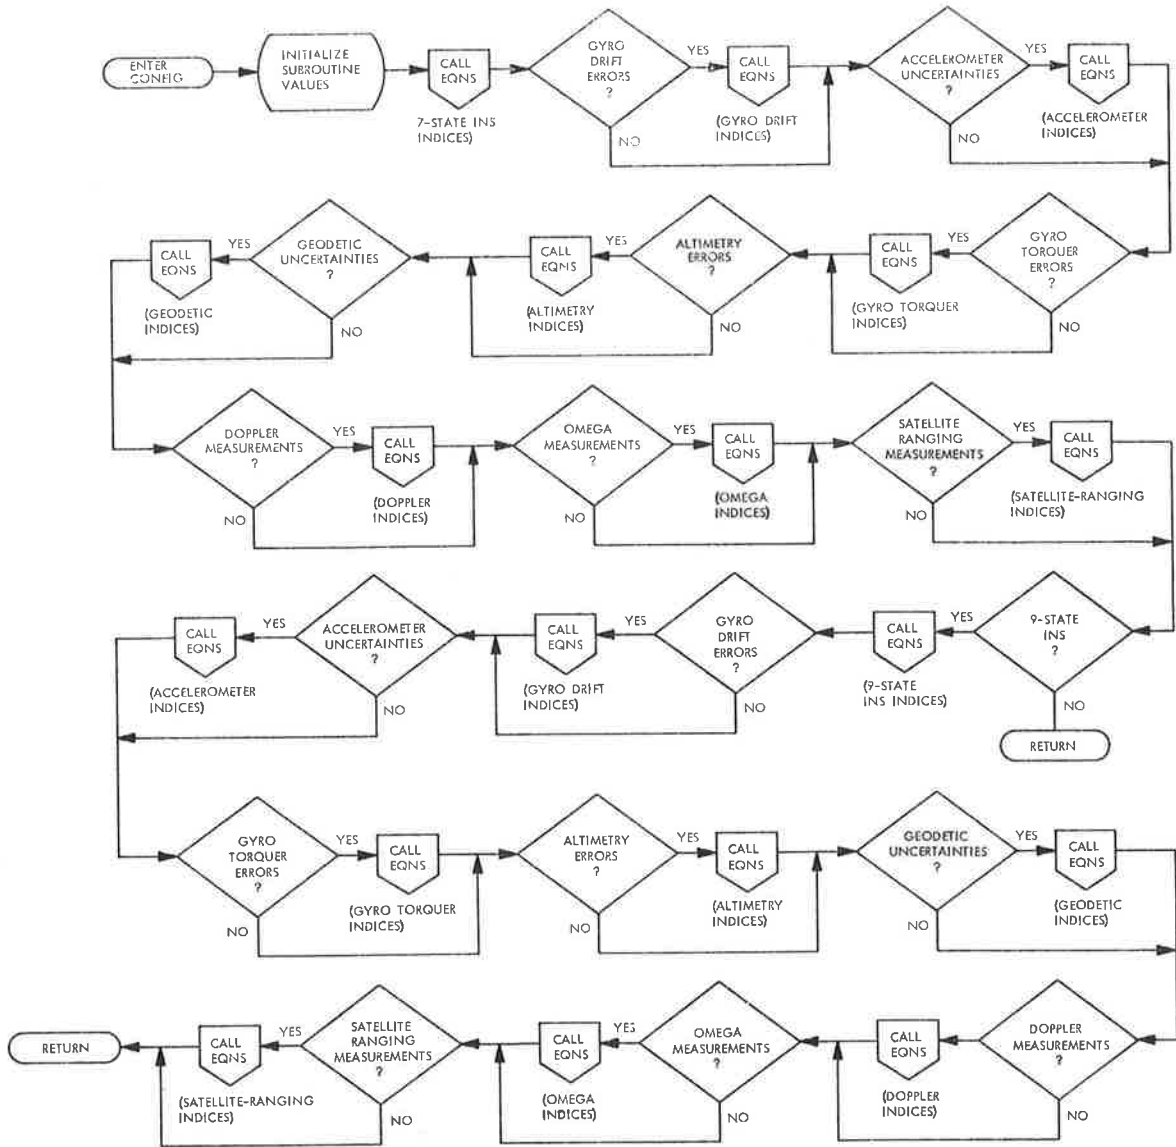 ENTER
CONFIG
INITIALIZE
SUBROUTINE
VALUES
CALL
EQNS
7-STATE INS
INDICES)
GYRO
DRIFT
ERRORS
?
YES
NO
CALL
EQNS
(GYRO DRIFT
INDICES)
ACCELEROMETER
UNCERTAINTIES
?
YES
NO
CALL
EQNS
(ACCELEROMETER
INDICES)
GYRO
TORQUER
ERRORS
?
YES
NO
CALL
EQNS
(GYRO TORQUER
INDICES)
ALTIMETRY
ERRORS
?
YES
NO
CALL
EQNS
(ALTIMETRY
INDICES)
GEODETIC
UNCERTAINTIES
?
YES
NO
CALL
EQNS
(GEODETIC
INDICES)
DOPPLER
MEASUREMENTS
?
YES
NO
CALL
EQNS
(DOPPLER
INDICES)
OMEGA
MEASUREMENTS
?
YES
NO
CALL
EQNS
(OMEGA
INDICES)
SATELLITE
RANGING
MEASUREMENTS
?
YES
NO
CALL
EQNS
(SATELLITE-RANGING
INDICES)
9-STATE
INS
?
YES
NO
RETURN
CALL
EQNS
(9-STATE
INS INDICES)
GYRO
DRIFT
ERRORS
?
YES
NO
CALL
EQNS
(GYRO DRIFT
INDICES)
ACCELEROMETER
UNCERTAINTIES
?
YES
NO
CALL
EQNS
(ACCELEROMETER
INDICES)
GYRO
TORQUER
ERRORS
?
YES
NO
CALL
EQNS
(GYRO TORQUER
INDICES)
ALTIMETRY
ERRORS
?
YES
NO
CALL
EQNS
(ALTIMETRY
INDICES)
GEODETIC
UNCERTAINTIES
?
YES
NO
CALL
EQNS
(GEODETIC
INDICES)
DOPPLER
MEASUREMENTS
?
YES
NO
CALL
EQNS
(DOPPLER
INDICES)
OMEGA
MEASUREMENTS
?
YES
NO
CALL
EQNS
(OMEGA
INDICES)
SATELLITE
RANGING
MEASUREMENTS
?
YES
NO
CALL
EQNS
(SATELLITE-RANGING
INDICES)
RETURN